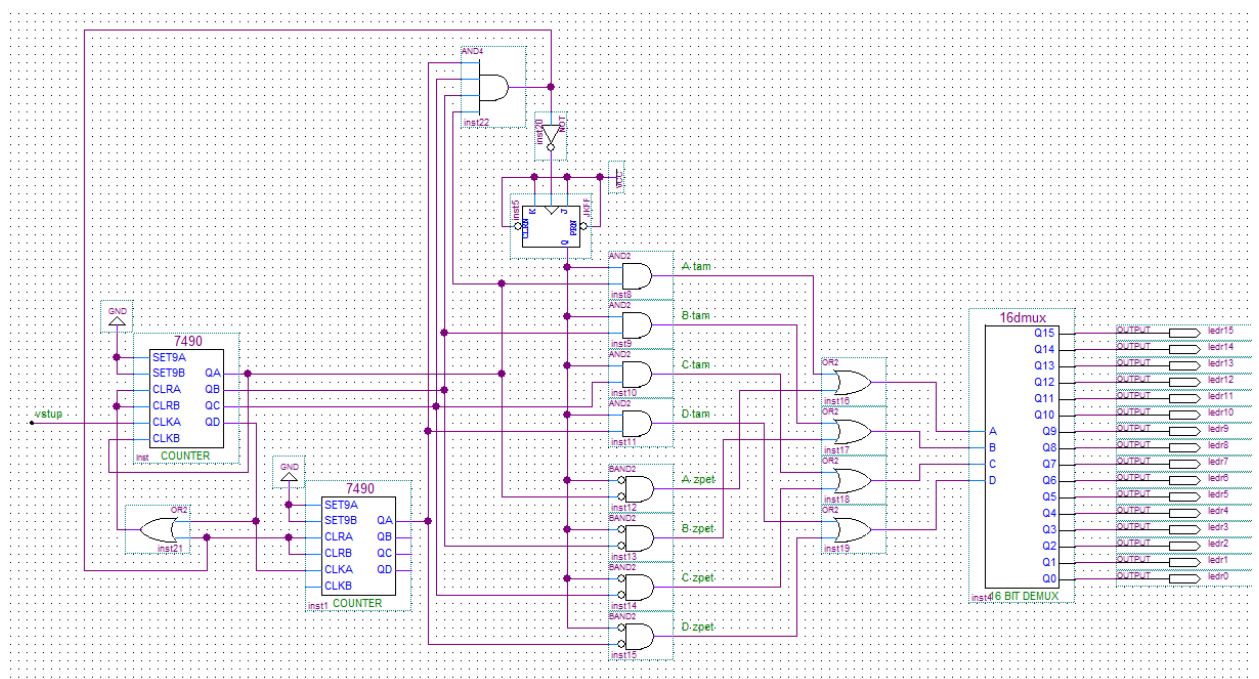 AND4
inst22
NOT
inst20
VCC
inst5
JKFF
K
J
CLRN
PRN
Q
AND2
A tam
inst8
AND2
B tam
inst9
AND2
C tam
inst10
AND2
D tam
inst11
BAND2
A zpet
inst12
BAND2
B zpet
inst13
BAND2
C zpet
inst14
BAND2
D zpet
inst15
GND
7490
SET9A
SET9B QA
CLRA QB
CLRB QC
CLKA QD
CLKB
inst COUNTER
vstup
GND
7490
SET9A
SET9B QA
CLRA QB
CLRB QC
CLKA QD
CLKB
inst1 COUNTER
OR2
inst21
OR2
inst16
OR2
inst17
OR2
inst18
OR2
inst19
16dmux
Q15
Q14
Q13
Q12
Q11
Q10
A Q9
B Q8
C Q7
D Q6
Q5
Q4
Q3
Q2
Q1
Q0
inst4 16 BIT DEMUX
OUTPUT ledr15
OUTPUT ledr14
OUTPUT ledr13
OUTPUT ledr12
OUTPUT ledr11
OUTPUT ledr10
OUTPUT ledr9
OUTPUT ledr8
OUTPUT ledr7
OUTPUT ledr6
OUTPUT ledr5
OUTPUT ledr4
OUTPUT ledr3
OUTPUT ledr2
OUTPUT ledr1
OUTPUT ledr0